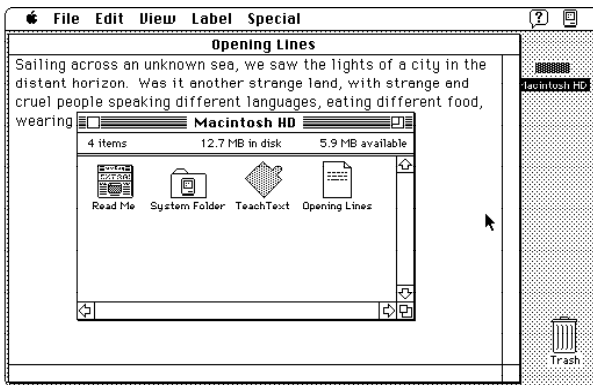 File Edit View Label Special
Opening Lines
Sailing across an unknown sea, we saw the lights of a city in the
distant horizon. Was it another strange land, with strange and
cruel people speaking different languages, eating different food,
wearing
Macintosh HD
4 items 12.7 MB in disk 5.9 MB available
EXTRA!
Read Me System Folder TeachText Opening Lines
Macintosh HD
Trash